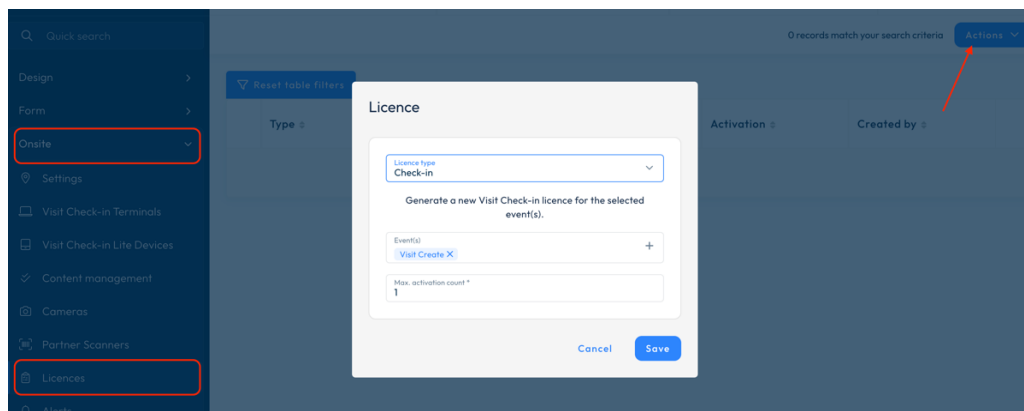 Quick search
0 records match your search criteria
Actions
Design
Reset table filters
Form
Licence
Type
Activation
Created by
Onsite
Licence type
Check-in
Settings
Generate a new Visit Check-in licence for the selected
event(s).
Visit Check-in Terminals
Visit Check-in Lite Devices
Event(s)
Visit Create X
Content management
Max. activation count *
1
Cameras
Partner Scanners
Cancel
Save
Licences
Alerts